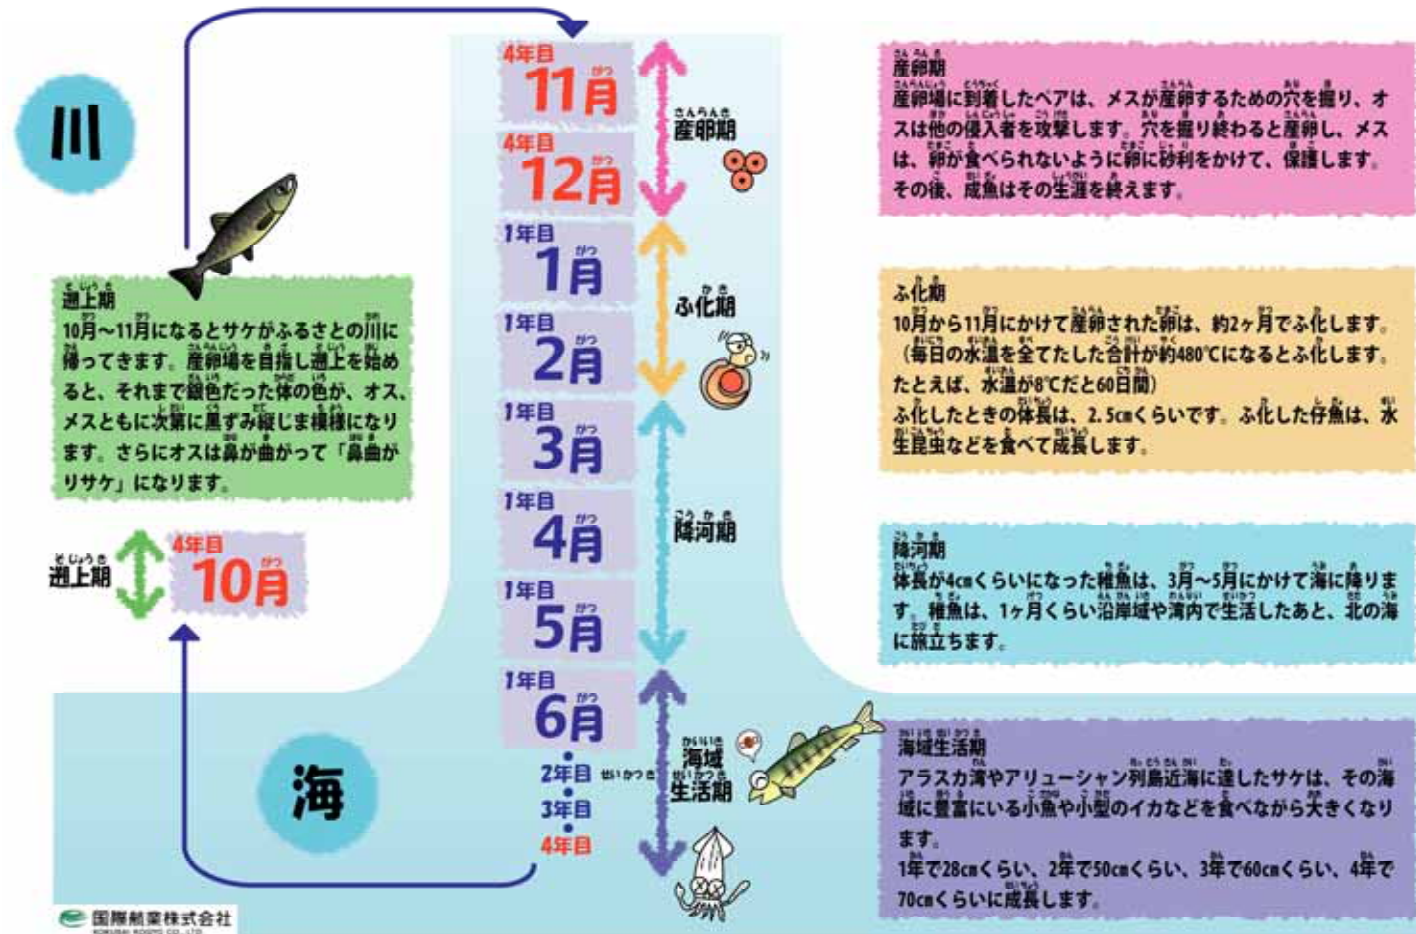 川
遡上期
10月～11月になるとサケがふるさとの川に
帰ってきます。産卵場を目指し遡上を始め
ると、それまで銀色だった体の色が、オス、
メスともに次第に黒ずみ縦じま模様になり
ます。さらにオスは鼻が曲がって「鼻曲が
りサケ」になります。
遡上期
4年目
10月
海
4年目
11月
4年目
12月
1年目
1月
1年目
2月
1年目
3月
1年目
4月
1年目
5月
1年目
6月
2年目
3年目
4年目
産卵期
ふ化期
降河期
海域
生活期
産卵期
産卵場に到着したペアは、メスが産卵するための穴を掘り、オ
スは他の侵入者を攻撃します。穴を掘り終わると産卵し、メス
は、卵が食べられないように卵に砂利をかけて、保護します。
その後、成魚はその生涯を終えます。
ふ化期
10月から11月にかけて産卵された卵は、約2ヶ月でふ化します。
（毎日の水温を全てたした合計が約480℃になるとふ化します。
たとえば、水温が8℃だと60日間）
ふ化したときの体長は、2.5cmくらいです。ふ化した仔魚は、水
生昆虫などを食べて成長します。
降河期
体長が4cmくらいになった稚魚は、3月～5月にかけて海に降りま
す。稚魚は、1ヶ月くらい沿岸域や湾内で生活したあと、北の海
に旅立ちます。
海域生活期
アラスカ湾やアリューシャン列島近海に達したサケは、その海
域に豊富にいる小魚や小型のイカなどを食べながら大きくなり
ます。
1年で28cmくらい、2年で50cmくらい、3年で60cmくらい、4年で
70cmくらいに成長します。
国際航業株式会社
KOKUSAI KOGYO CO., LTD.